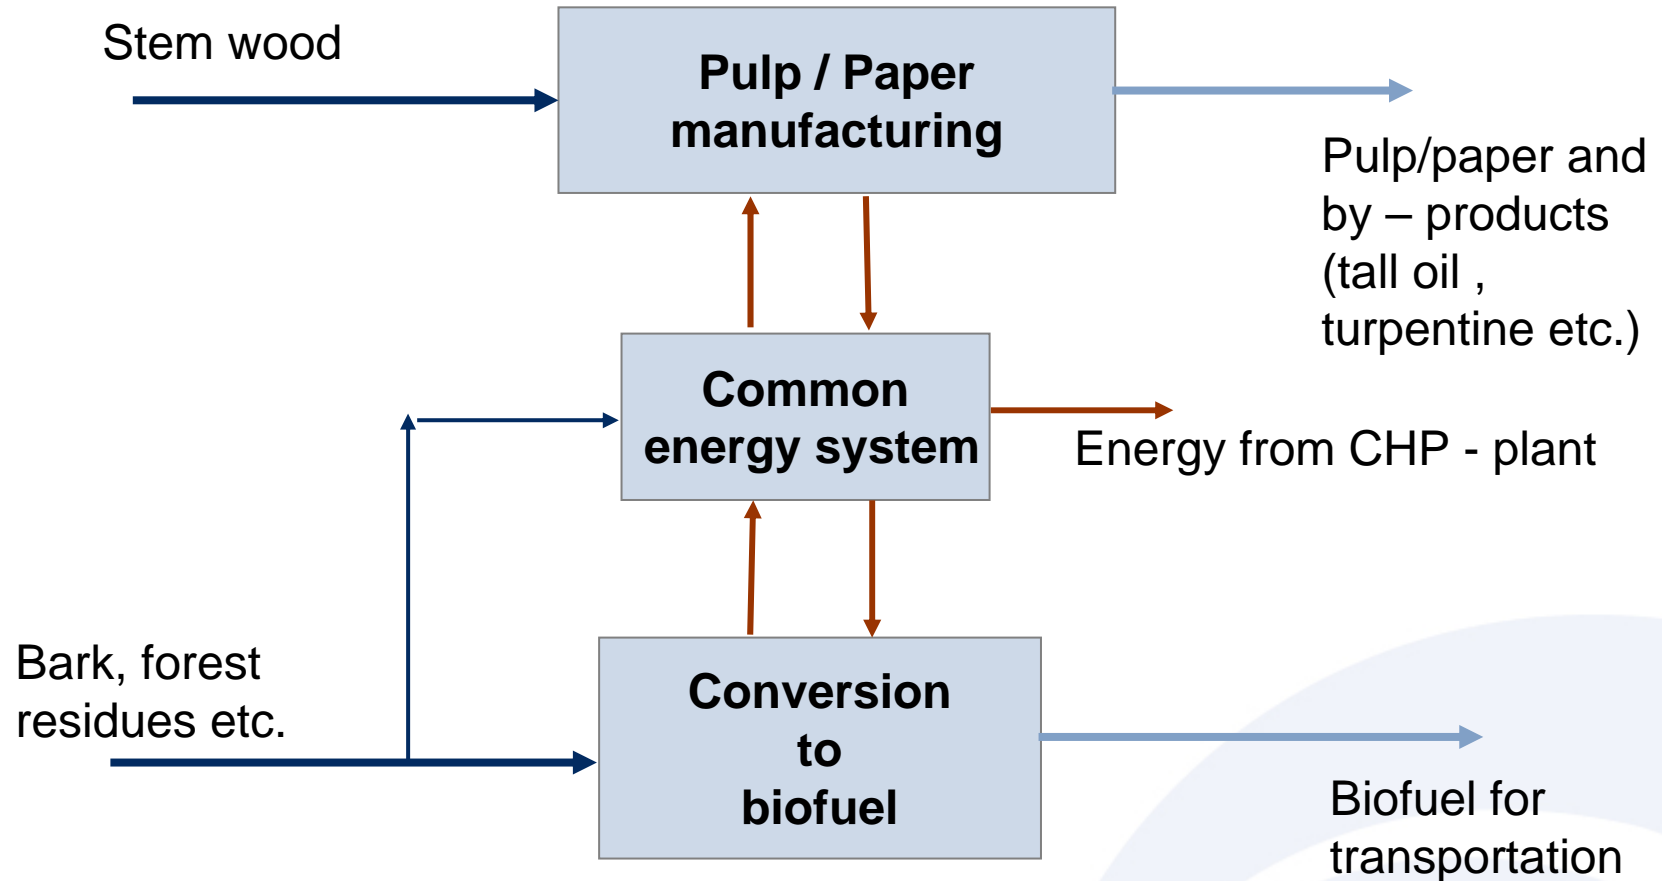 Stem wood
Pulp / Paper
manufacturing
Pulp/paper and
by – products
(tall oil ,
turpentine etc.)
Common
energy system
Energy from CHP - plant
Bark, forest
residues etc.
Conversion
to
biofuel
Biofuel for
transportation